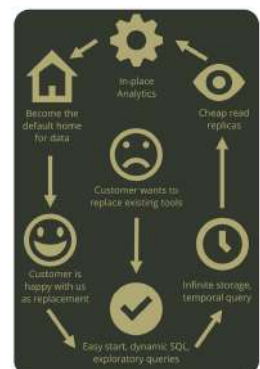 In-place
Analytics
Become the
default home
for data
Cheap read
replicas
Customer wants to
replace existing tools
Customer is
happy with us
as replacement
Infinite storage,
temporal query
Easy start, dynamic SQL,
exploratory queries